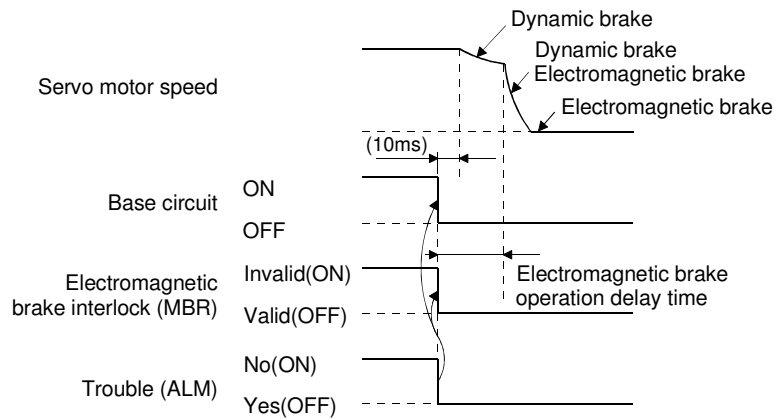 Dynamic brake
Dynamic brake
Electromagnetic brake
Servo motor speed
Electromagnetic brake
(10ms)
ON
Base circuit
OFF
Invalid(ON)
Electromagnetic
brake interlock (MBR)
Valid(OFF)
Electromagnetic brake
operation delay time
No(ON)
Trouble (ALM)
Yes(OFF)